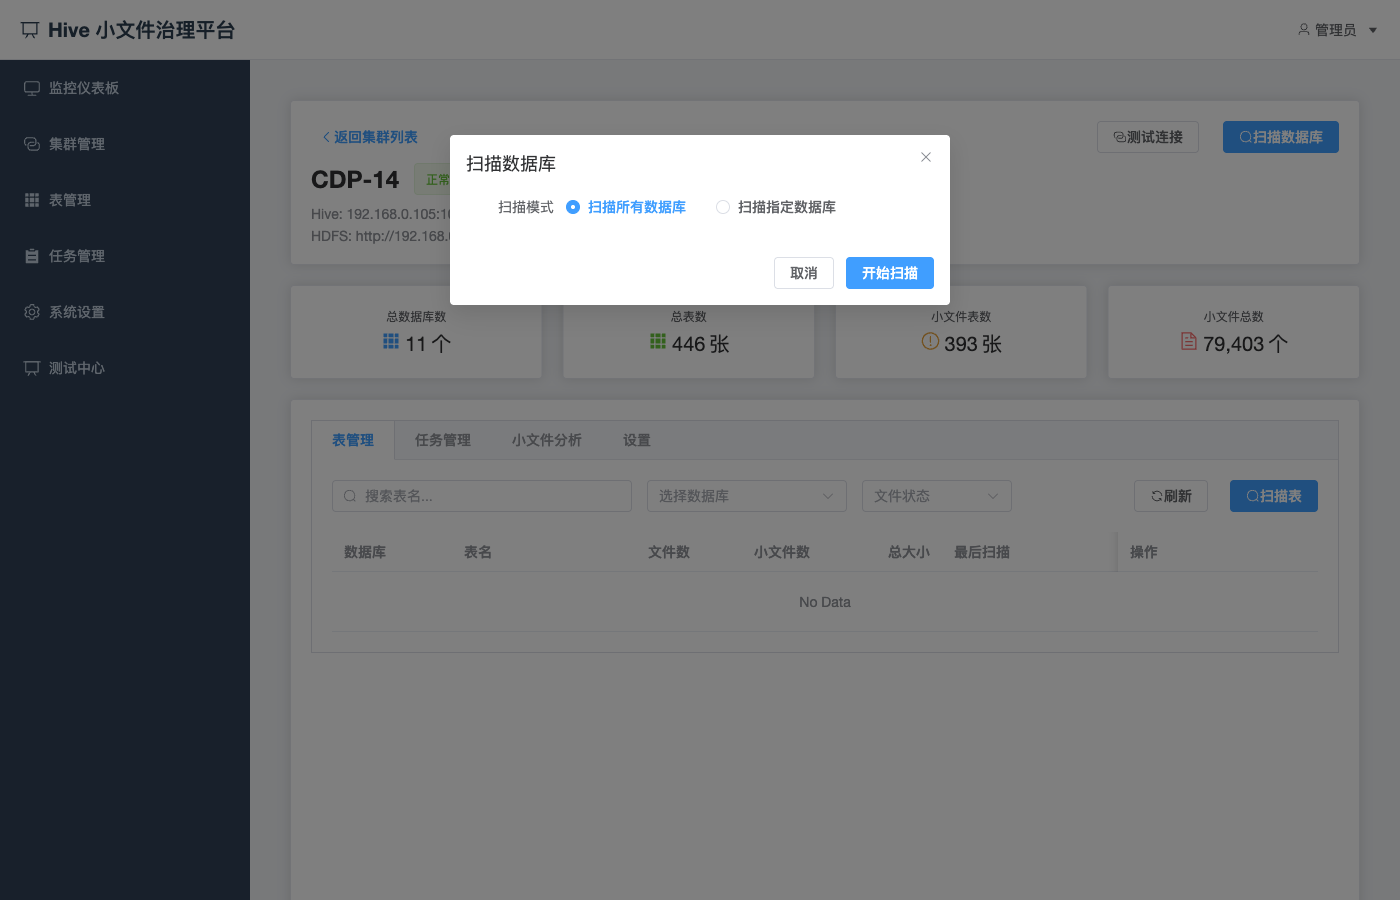 Hive 小文件治理平台
管理员
监控仪表板
集群管理
表管理
任务管理
系统设置
测试中心
返回集群列表
测试连接
扫描数据库
CDP-14
正常
Hive: 192.168.0.105:1
HDFS: http://192.168.
扫描数据库
扫描模式 扫描所有数据库 扫描指定数据库
取消 开始扫描
总数据库数
11 个
总表数
446 张
小文件表数
393 张
小文件总数
79,403 个
表管理 任务管理 小文件分析 设置
搜索表名... 选择数据库 文件状态 刷新 扫描表
数据库 表名 文件数 小文件数 总大小 最后扫描 操作
No Data